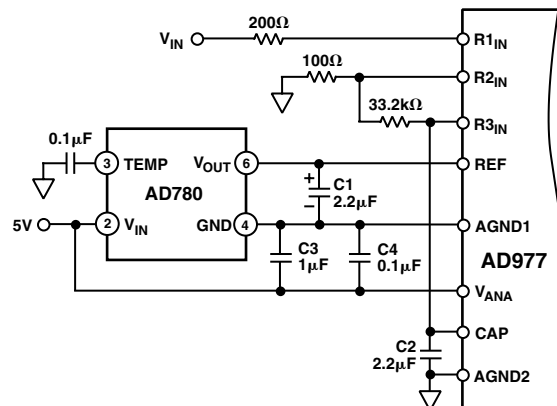 200Ω
V_IN
R1_IN
100Ω
R2_IN
33.2kΩ
R3_IN
0.1μF
3 TEMP
V_OUT 6
REF
AD780
+
C1
2.2μF
–
5V
2 V_IN
GND 4
AGND1
C3
1μF
C4
0.1μF
AD977
V_ANA
CAP
C2
2.2μF
AGND2